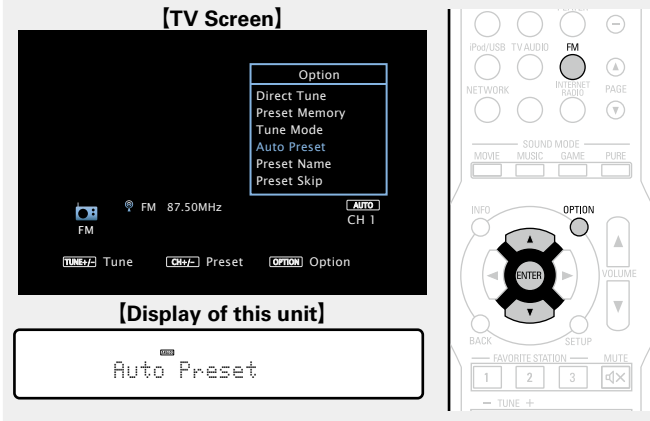 【TV Screen】
Option
Direct Tune
Preset Memory
Tune Mode
Auto Preset
Preset Name
Preset Skip
FM 87.50MHz
AUTO
CH 1
FM
TUNE+/- Tune
CH+/- Preset
OPTION Option
【Display of this unit】
Auto Preset
iPod/USB
TV AUDIO
FM
NETWORK
INTERNET RADIO
PAGE
SOUND MODE
MOVIE
MUSIC
GAME
PURE
INFO
OPTION
ENTER
VOLUME
BACK
SETUP
FAVORITE STATION
MUTE
1
2
3
− TUNE +